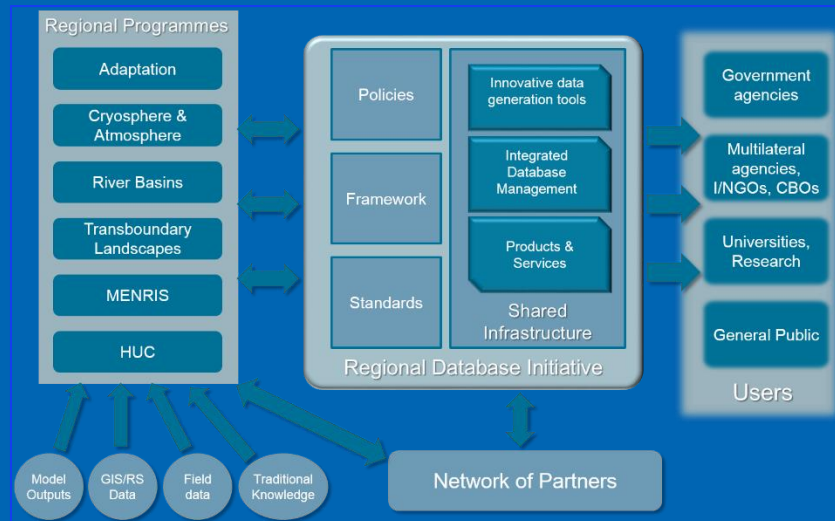 Regional Programmes
Adaptation
Cryosphere &
Atmosphere
River Basins
Transboundary
Landscapes
MENRIS
HUC
Policies
Framework
Standards
Innovative data
generation tools
Integrated
Database
Management
Products &
Services
Shared
Infrastructure
Regional Database Initiative
Government
agencies
Multilateral
agencies,
I/NGOs, CBOs
Universities,
Research
General Public
Users
Model
Outputs
GIS/RS
Data
Field
data
Traditional
Knowledge
Network of Partners